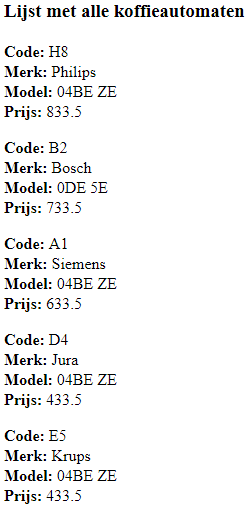 Lijst met alle koffieautomaten
Code: H8
Merk: Philips
Model: 04BE ZE
Prijs: 833.5
Code: B2
Merk: Bosch
Model: 0DE 5E
Prijs: 733.5
Code: A1
Merk: Siemens
Model: 04BE ZE
Prijs: 633.5
Code: D4
Merk: Jura
Model: 04BE ZE
Prijs: 433.5
Code: E5
Merk: Krups
Model: 04BE ZE
Prijs: 433.5